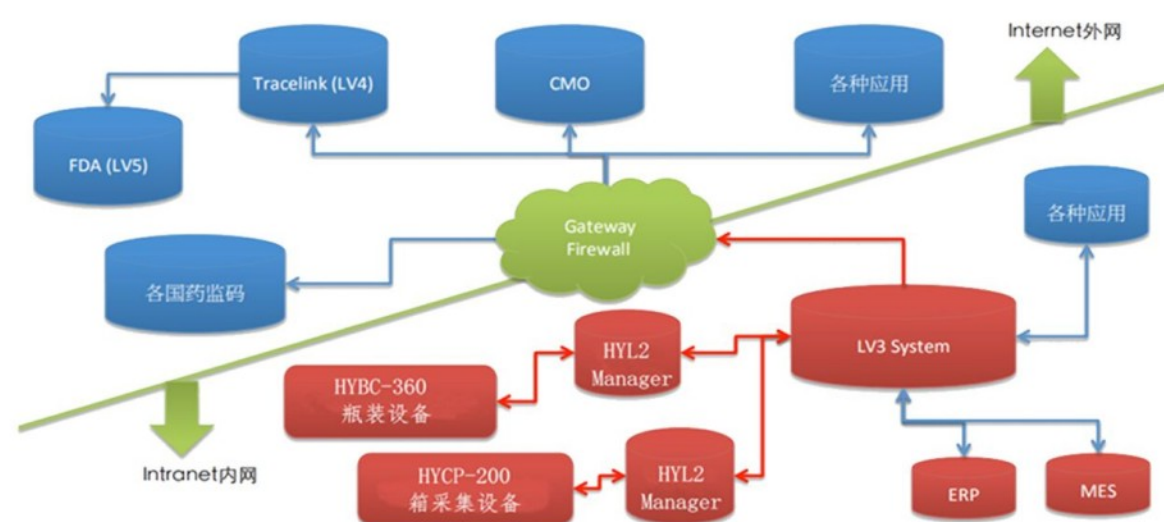 Internet外网
Tracelink (LV4)
CMO
各种应用
FDA (LV5)
各种应用
Gateway
Firewall
各国药监码
LV3 System
HYL2
Manager
HYBC-360
瓶装设备
Intranet内网
HYCP-200
箱采集设备
HYL2
Manager
ERP
MES